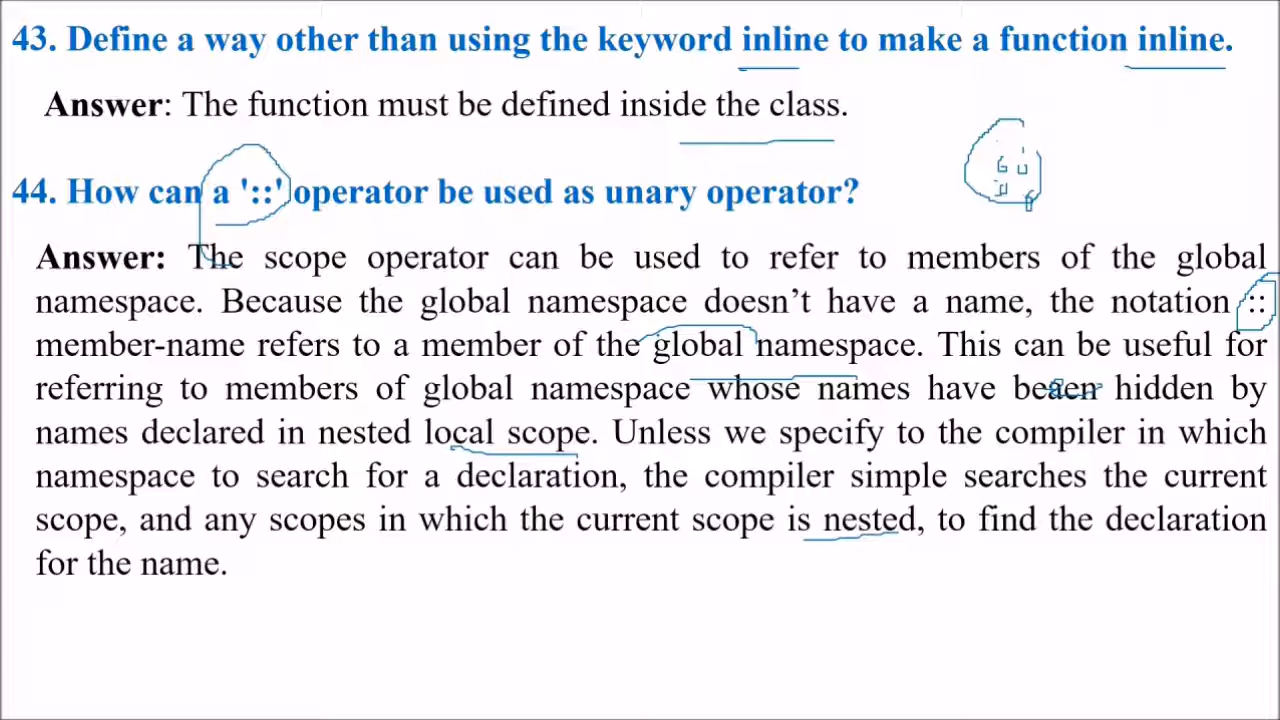 43. Define a way other than using the keyword inline to make a function inline.
Answer: The function must be defined inside the class.
44. How can a '::' operator be used as unary operator?
Answer: The scope operator can be used to refer to members of the global
namespace. Because the global namespace doesn’t have a name, the notation ::
member-name refers to a member of the global namespace. This can be useful for
referring to members of global namespace whose names have been hidden by
names declared in nested local scope. Unless we specify to the compiler in which
namespace to search for a declaration, the compiler simple searches the current
scope, and any scopes in which the current scope is nested, to find the declaration
for the name.